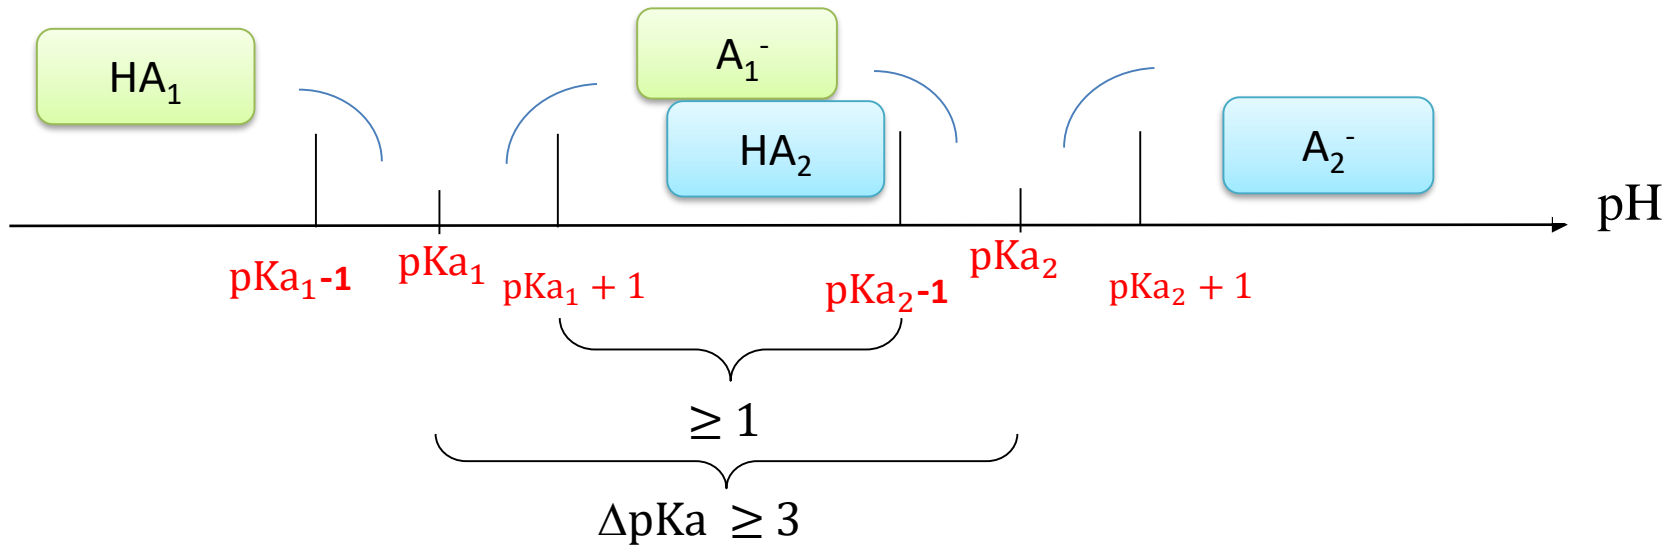 HA₁
A₁⁻
HA₂
A₂⁻
pH
pKa₁-1
pKa₁
pKa₁ + 1
pKa₂-1
pKa₂
pKa₂ + 1
≥ 1
ΔpKa ≥ 3